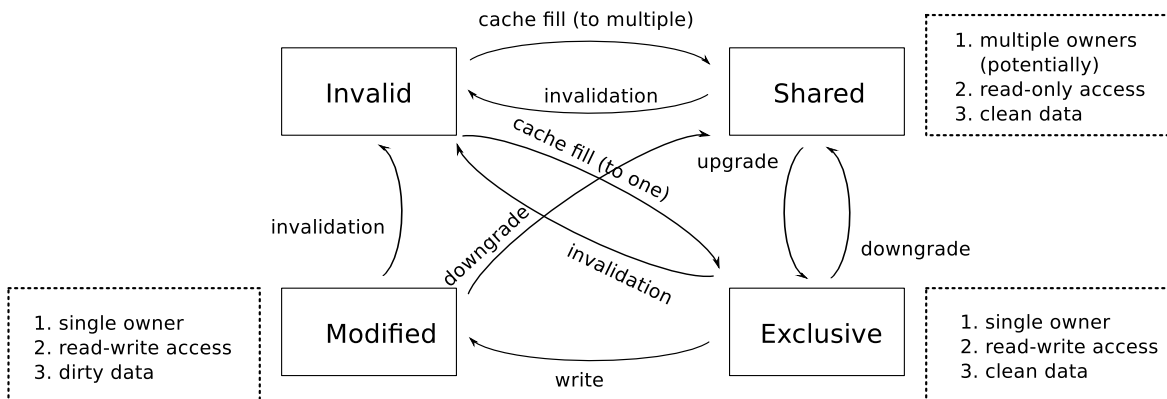 cache fill (to multiple)
Invalid
Shared
1. multiple owners
(potentially)
2. read-only access
3. clean data
invalidation
cache fill (to one)
upgrade
invalidation
downgrade
downgrade
invalidation
1. single owner
2. read-write access
3. dirty data
Modified
Exclusive
1. single owner
2. read-write access
3. clean data
write